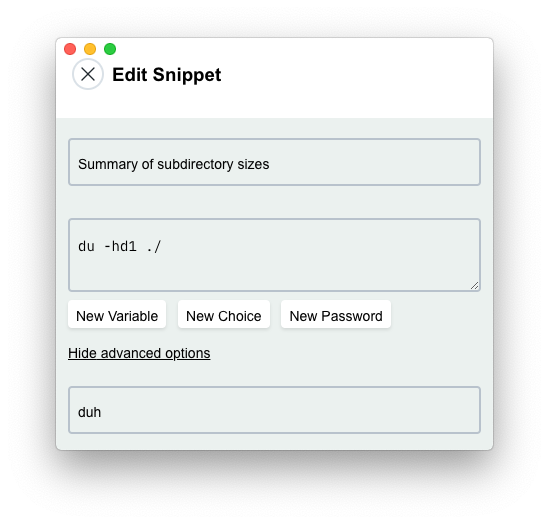 Edit Snippet
Summary of subdirectory sizes
du -hd1 ./
New Variable New Choice New Password
Hide advanced options
duh